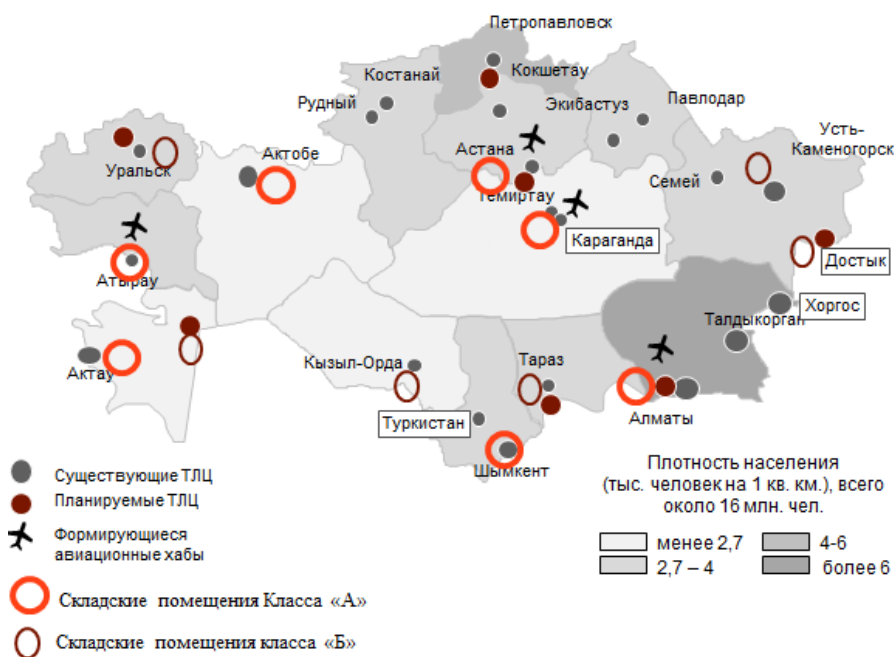 Петропавловск
Костанай
Кокшетау
Рудный
Экибастуз
Павлодар
Астана
Усть-
Каменогорск
Уральск
Актобе
Семей
Темиртау
Караганда
Достык
Атырау
Хоргос
Талдыкорган
Актау
Кызыл-Орда
Тараз
Туркистан
Алматы
Шымкент
Существующие ТЛЦ
Планируемые ТЛЦ
Формирующиеся
авиационные хабы
Складские помещения Класса «А»
Складские помещения класса «Б»
Плотность населения
(тыс. человек на 1 кв. км.), всего
около 16 млн. чел.
менее 2,7
4-6
2,7 – 4
более 6